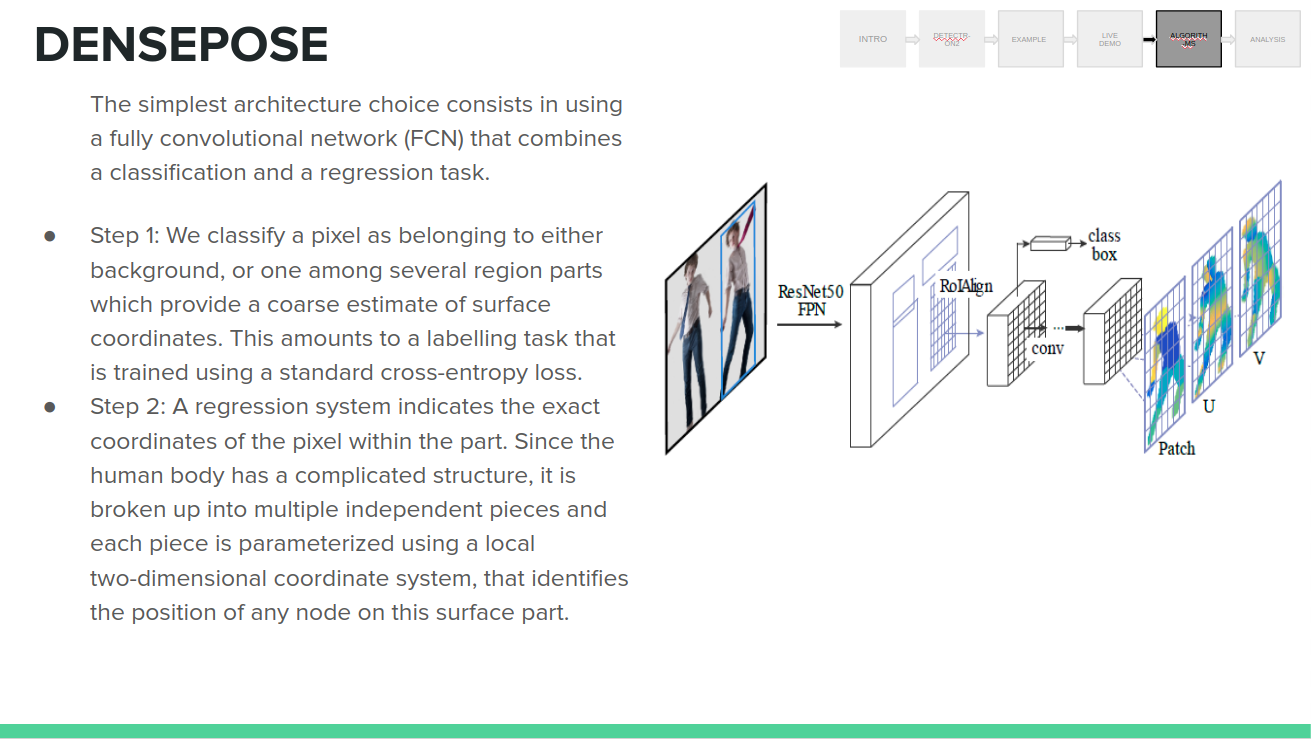 DENSEPOSE
INTRO
DETECTR-
ON2
EXAMPLE
LIVE
DEMO
ALGORITH
-MS
ANALYSIS
The simplest architecture choice consists in using
a fully convolutional network (FCN) that combines
a classification and a regression task.
● Step 1: We classify a pixel as belonging to either
background, or one among several region parts
which provide a coarse estimate of surface
coordinates. This amounts to a labelling task that
is trained using a standard cross-entropy loss.
● Step 2: A regression system indicates the exact
coordinates of the pixel within the part. Since the
human body has a complicated structure, it is
broken up into multiple independent pieces and
each piece is parameterized using a local
two-dimensional coordinate system, that identifies
the position of any node on this surface part.
ResNet50
FPN
RoIAlign
class
box
conv
Patch
U
V